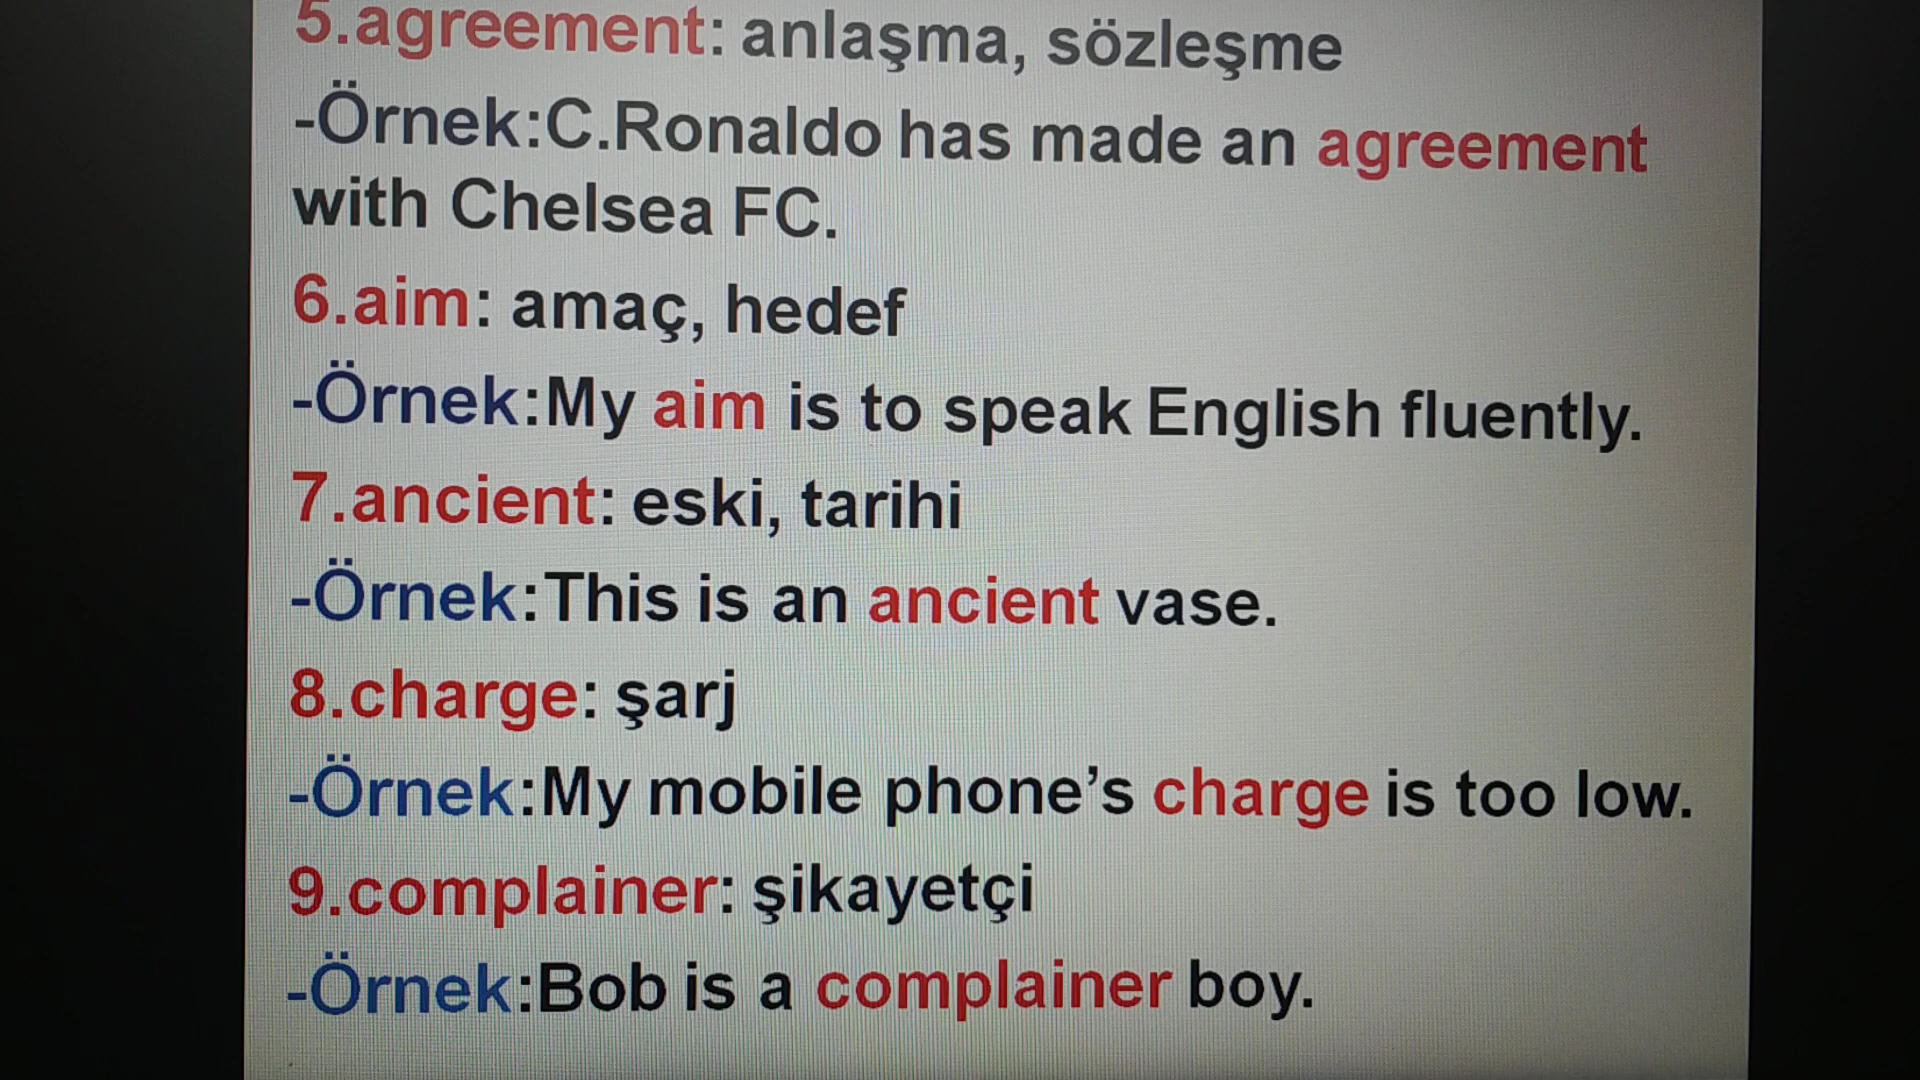 5.agreement: anlaşma, sözleşme
-Örnek:C.Ronaldo has made an agreement
with Chelsea FC.
6.aim: amaç, hedef
-Örnek:My aim is to speak English fluently.
7.ancient: eski, tarihi
-Örnek:This is an ancient vase.
8.charge: şarj
-Örnek:My mobile phone’s charge is too low.
9.complainer: şikayetçi
-Örnek:Bob is a complainer boy.